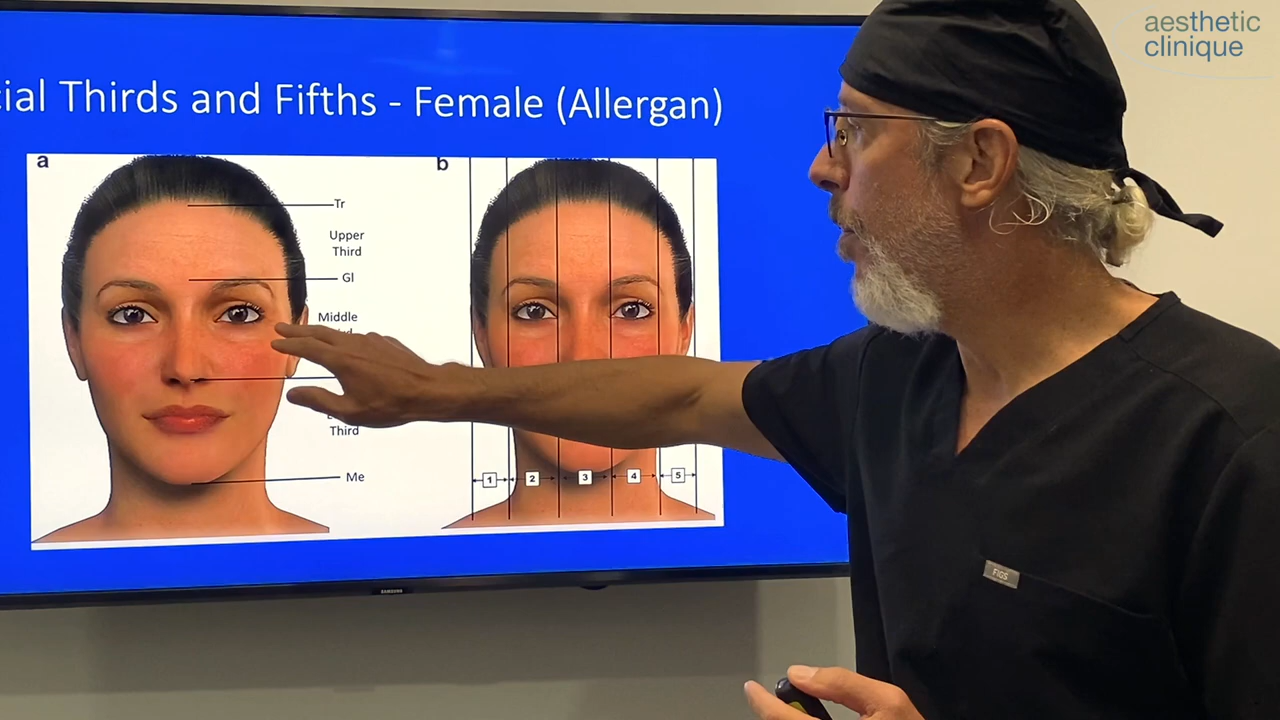 aesthetic
clinique
cial Thirds and Fifths - Female (Allergan)
a
b
Tr
Upper
Third
Gl
Middle
Third
Me
1
2
3
4
5
SAMSUNG
FIGS